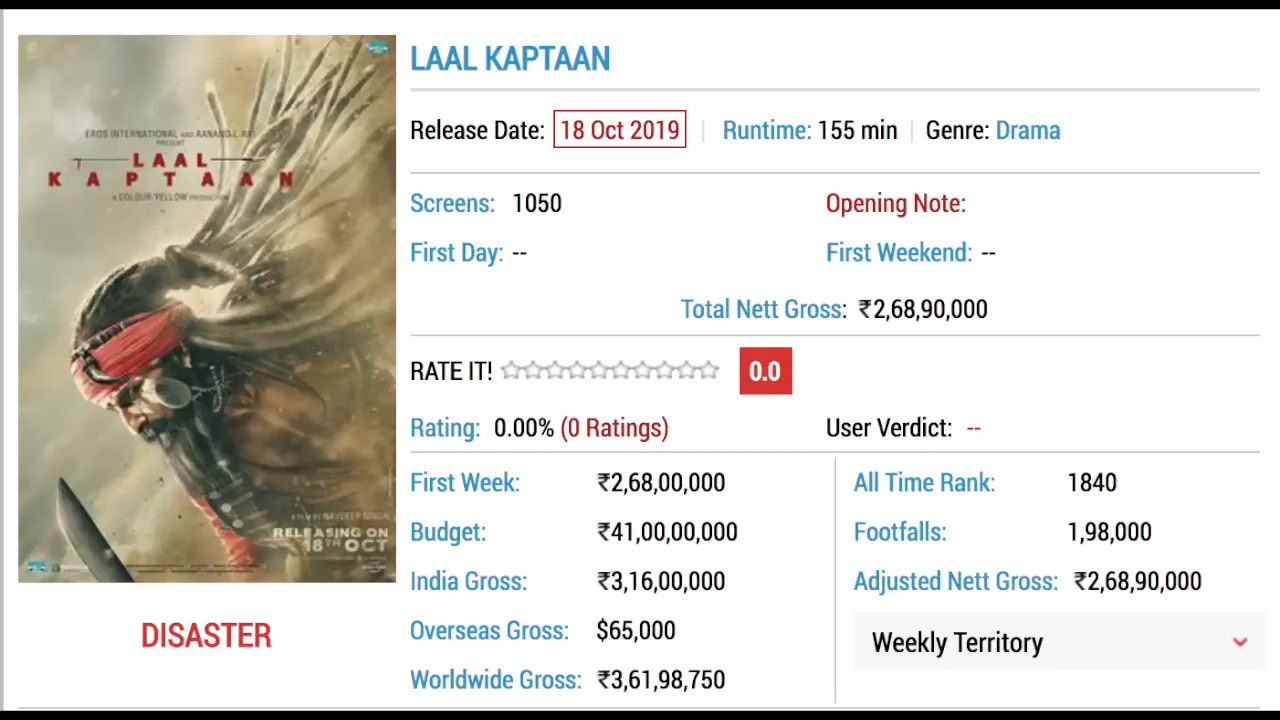 EROS INTERNATIONAL AND AANAND L RAI
PRESENT
LAAL
KAPTAAN
A COLOUR YELLOW PRODUCTION
A FILM BY NAVDEEP SINGH
RELEASING ON
18TH OCT
DISASTER
LAAL KAPTAAN
Release Date: 18 Oct 2019 | Runtime: 155 min | Genre: Drama
Screens: 1050 Opening Note:
First Day: -- First Weekend: --
Total Nett Gross: ₹2,68,90,000
RATE IT! 0.0
Rating: 0.00% (0 Ratings) User Verdict: --
First Week: ₹2,68,00,000
Budget: ₹41,00,00,000
India Gross: ₹3,16,00,000
Overseas Gross: $65,000
Worldwide Gross: ₹3,61,98,750
All Time Rank: 1840
Footfalls: 1,98,000
Adjusted Nett Gross: ₹2,68,90,000
Weekly Territory